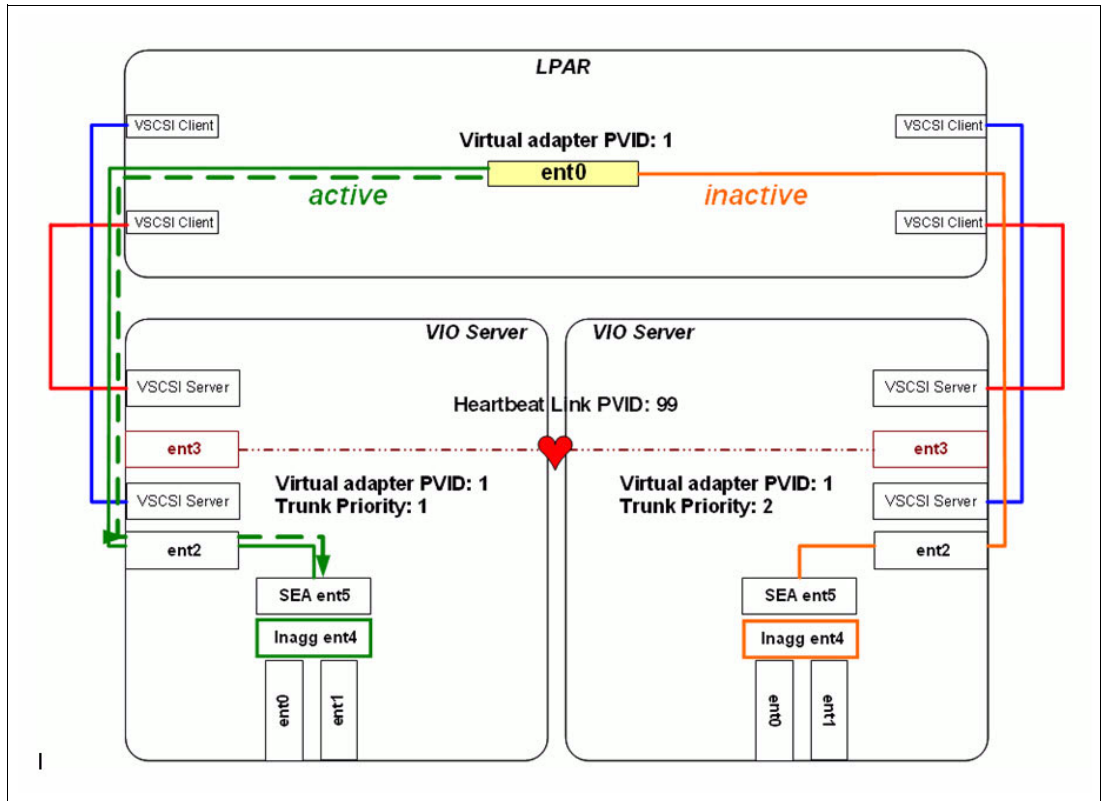 LPAR
VSCSI Client
VSCSI Client
Virtual adapter PVID: 1
ent0
active
inactive
VSCSI Client
VSCSI Client
VIO Server
VIO Server
VSCSI Server
VSCSI Server
Heartbeat Link PVID: 99
ent3
ent3
Virtual adapter PVID: 1
Trunk Priority: 1
Virtual adapter PVID: 1
Trunk Priority: 2
VSCSI Server
VSCSI Server
ent2
ent2
SEA ent5
SEA ent5
lnagg ent4
lnagg ent4
ent0
ent1
ent0
ent1
l